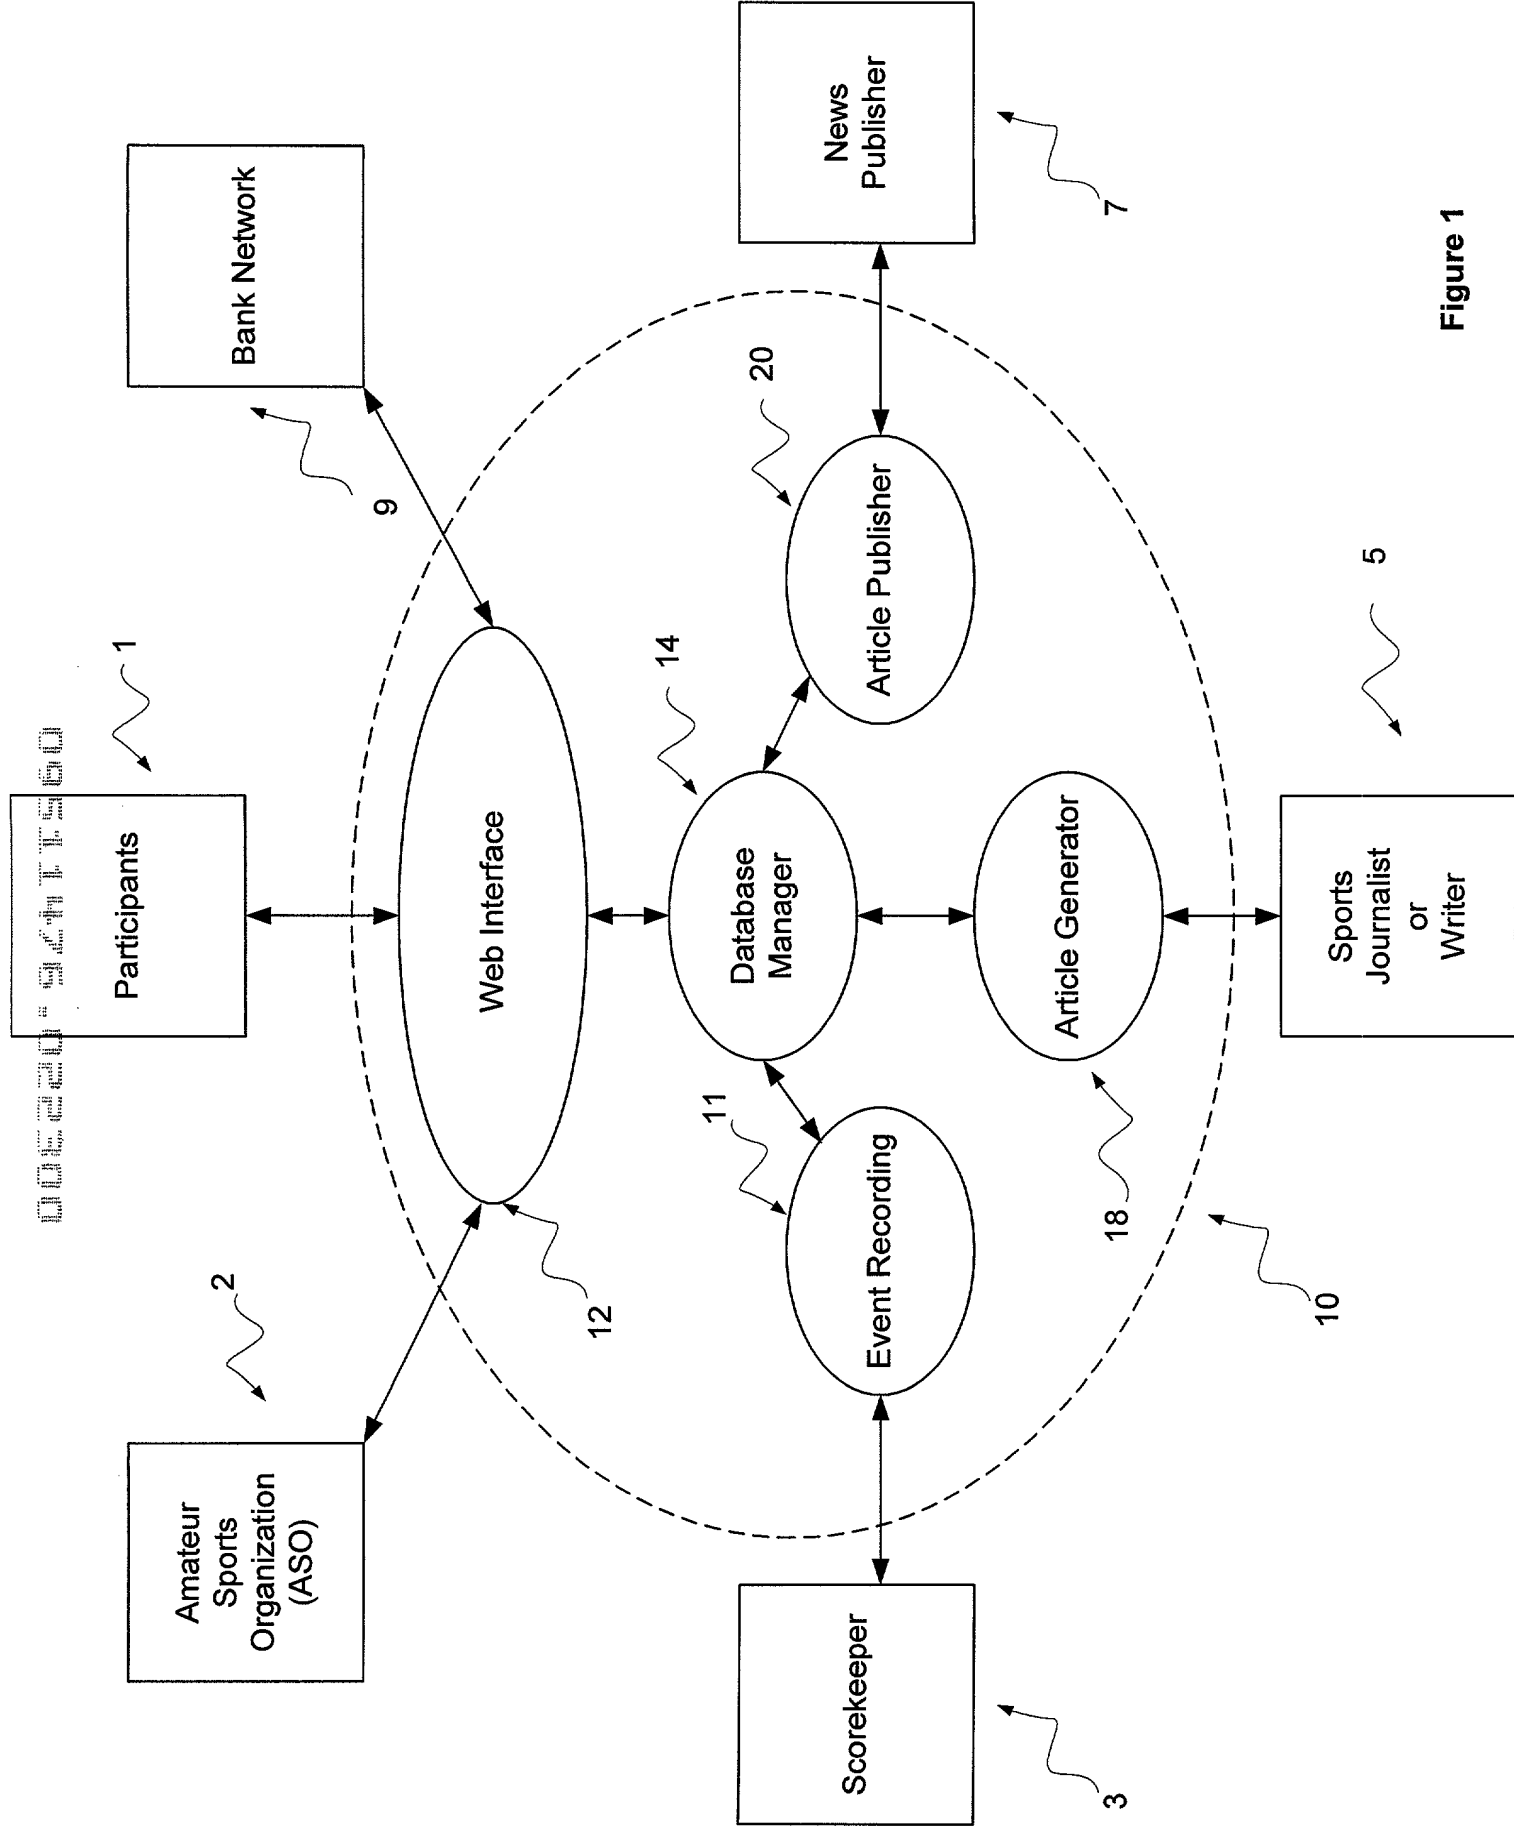 09511475.022300
Participants
1
Amateur
Sports
Organization
(ASO)
2
Bank Network
9
Web Interface
12
Database
Manager
14
11
20
Scorekeeper
3
Event Recording
Article Publisher
News
Publisher
7
Article Generator
18
10
Sports
Journalist
or
Writer
5
Figure 1